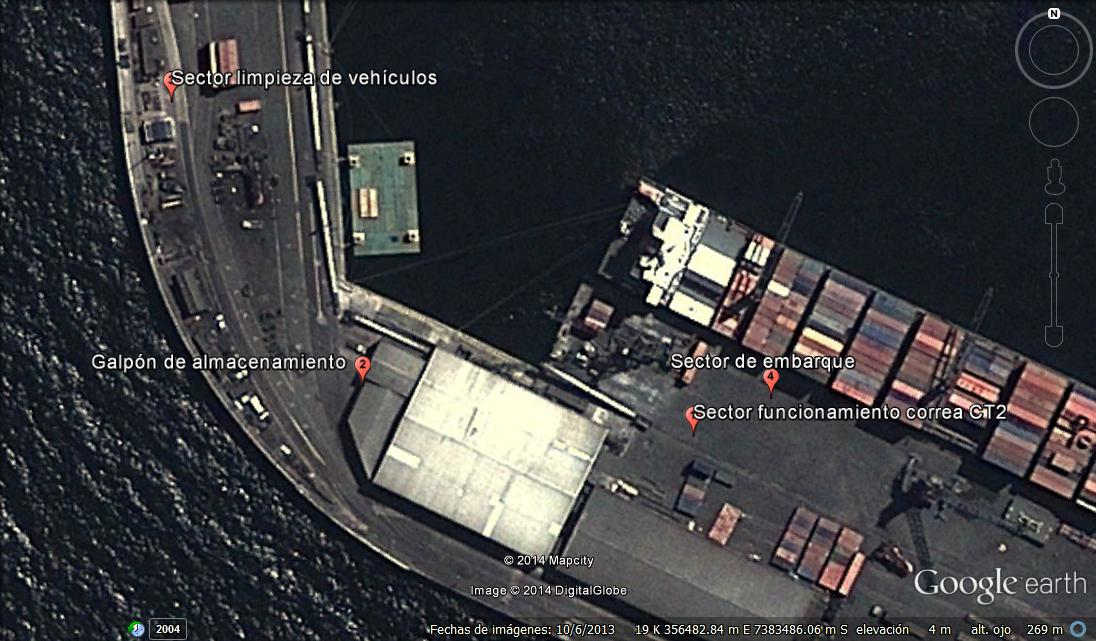 N
Sector limpieza de vehículos
Galpón de almacenamiento
2
Sector de embarque
4
Sector funcionamiento correa CT2
© 2014 Mapcity
Image © 2014 DigitalGlobe
Google earth
2004
Fechas de imágenes: 10/6/2013 19 K 356482.84 m E 7383486.06 m S elevación 4 m alt. ojo 269 m